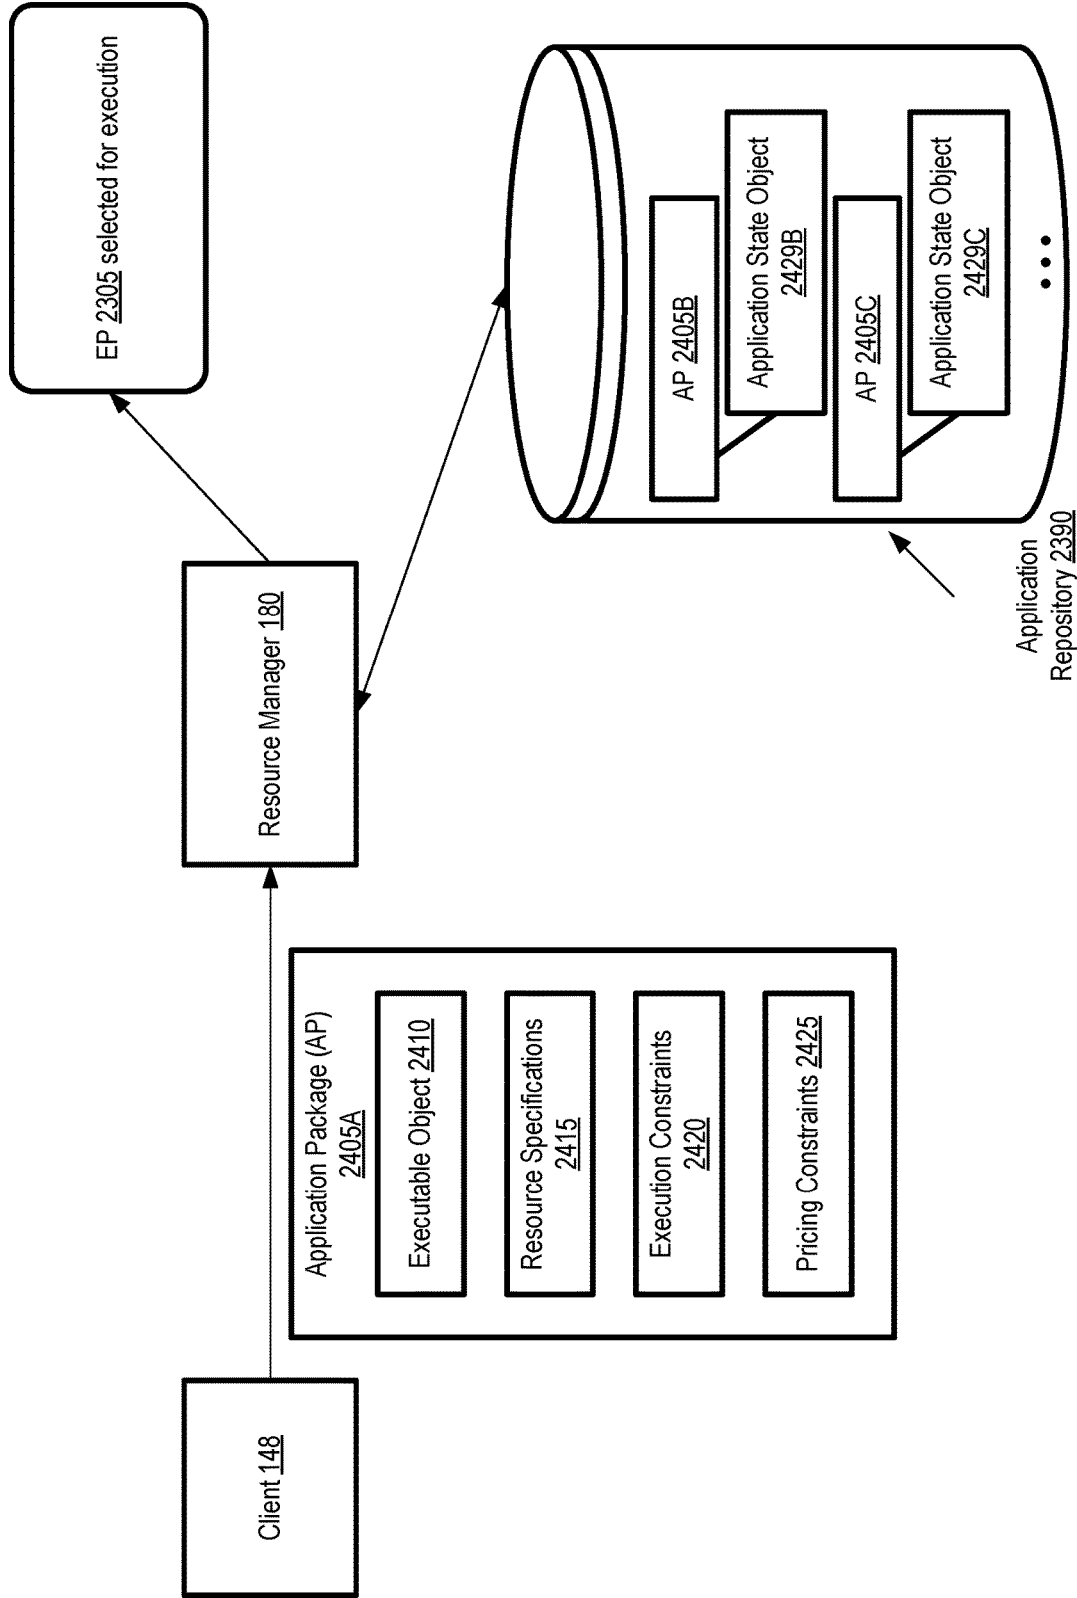 Client 148
Application Package (AP)
2405A
Executable Object 2410
Resource Specifications
2415
Execution Constraints
2420
Pricing Constraints 2425
Resource Manager 180
EP 2305 selected for execution
Application
Repository 2390
AP 2405B
Application State Object
2429B
AP 2405C
Application State Object
2429C